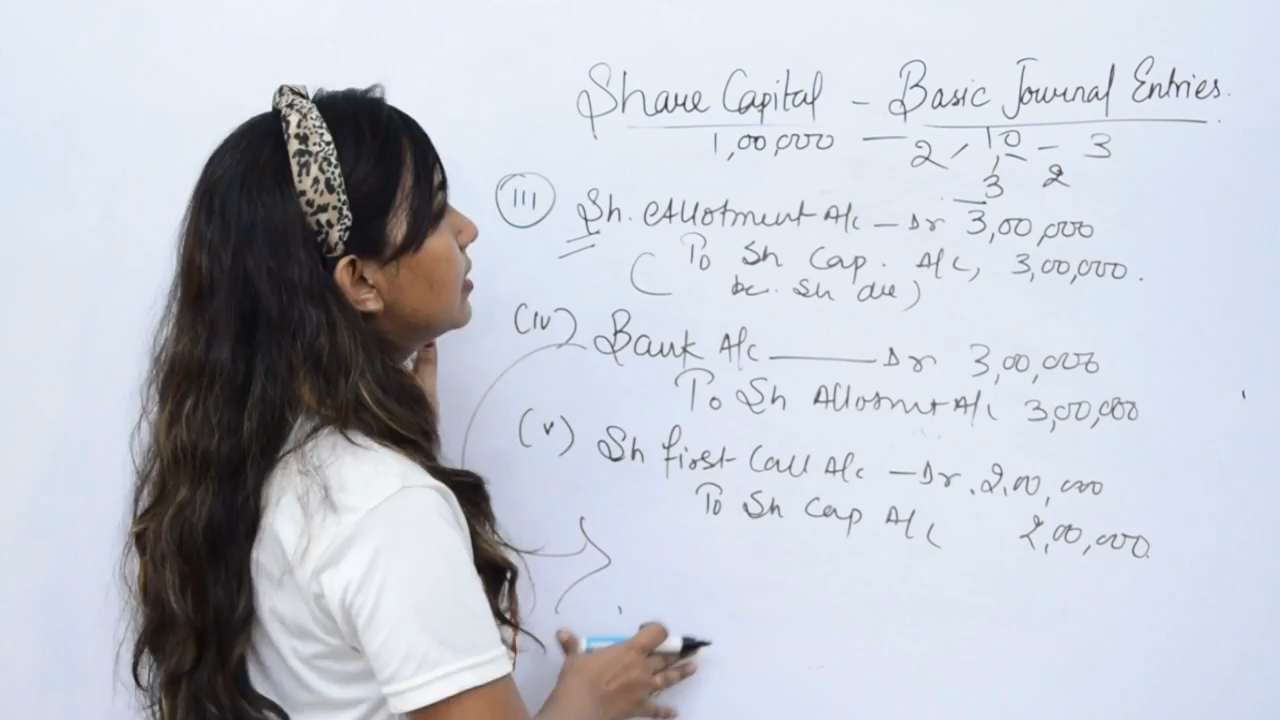 Share Capital - Basic Journal Entries.
1,00,000 — 2 / 10 - 3
3 2
III Sh. Allotment A/c - Dr 3,00,000
To Sh Cap. A/c, 3,00,000.
( be. Sh due)
(iv) Bank A/c —— Dr 3,00,000
To Sh Allotment A/c 3,00,000
(v) Sh first Call A/c - Dr. 2,00,000
To Sh Cap A/c 2,00,000